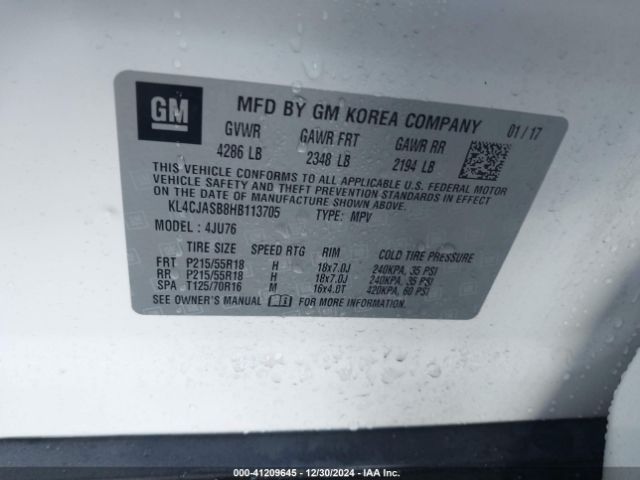 GM
MFD BY GM KOREA COMPANY 01/17
GVWR GAWR FRT GAWR RR
4286 LB 2348 LB 2194 LB
THIS VEHICLE CONFORMS TO ALL APPLICABLE U.S. FEDERAL MOTOR
VEHICLE SAFETY AND THEFT PREVENTION STANDARDS IN EFFECT
ON THE DATE OF MANUFACTURE SHOWN ABOVE.
KL4CJASB8HB113705 TYPE: MPV
MODEL : 4JU76
TIRE SIZE SPEED RTG RIM COLD TIRE PRESSURE
FRT P215/55R18 H 18x7.0J 240KPA, 35 PSI
RR P215/55R18 H 18x7.0J 240KPA, 35 PSI
SPA T125/70R16 M 16x4.0T 420KPA, 60 PSI
SEE OWNER'S MANUAL FOR MORE INFORMATION.
000-41209645 - 12/30/2024 - IAA Inc.